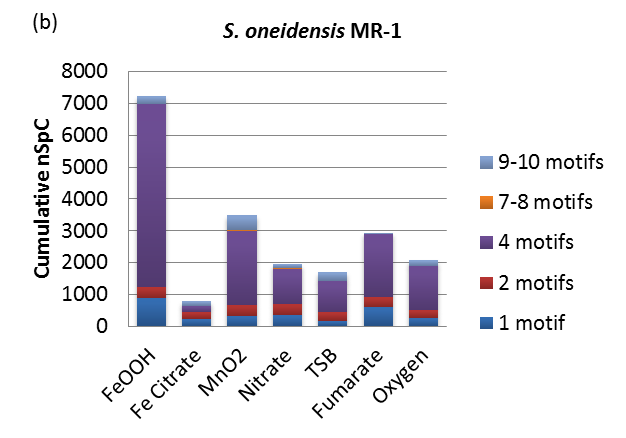 (b)
S. oneidensis MR-1
Cumulative nSpC
8000
7000
6000
5000
4000
3000
2000
1000
0
FeOOH
Fe Citrate
MnO2
Nitrate
TSB
Fumarate
Oxygen
9-10 motifs
7-8 motifs
4 motifs
2 motifs
1 motif